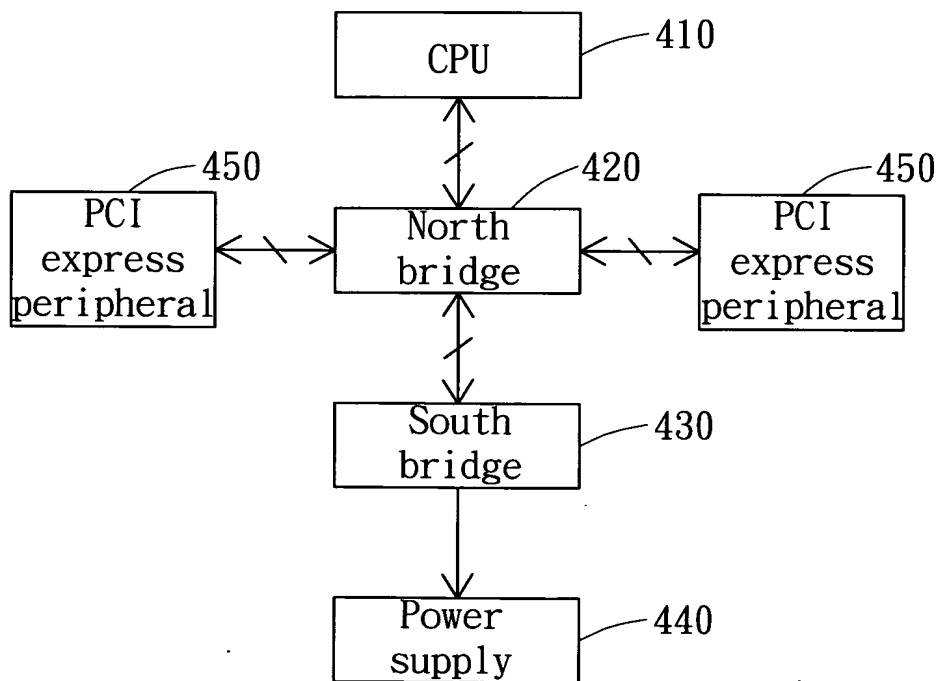 CPU
410
450
PCI
express
peripheral
420
North
bridge
450
PCI
express
peripheral
South
bridge
430
Power
supply
440